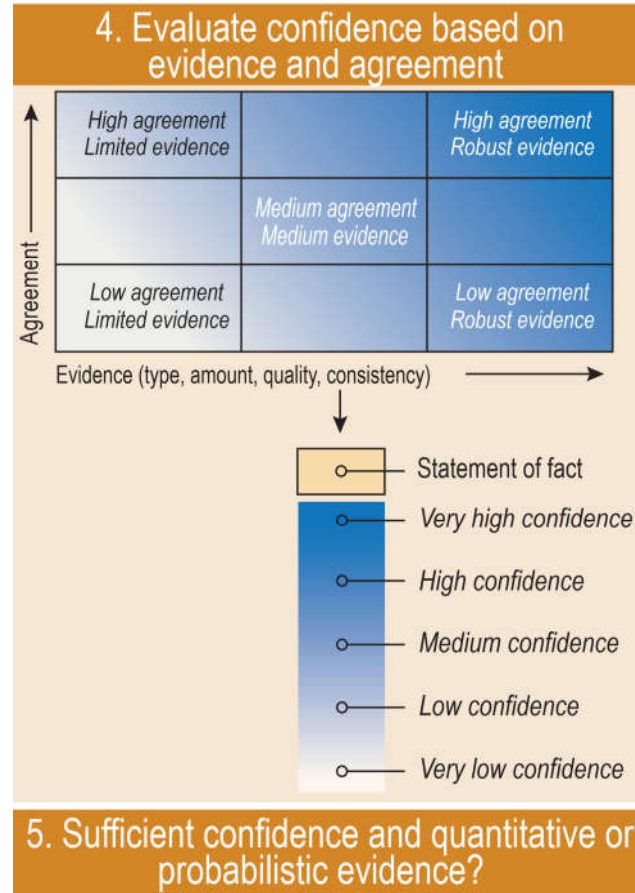 4. Evaluate confidence based on
evidence and agreement
High agreement
Limited evidence
High agreement
Robust evidence
Medium agreement
Medium evidence
Low agreement
Limited evidence
Low agreement
Robust evidence
Agreement
Evidence (type, amount, quality, consistency)
Statement of fact
Very high confidence
High confidence
Medium confidence
Low confidence
Very low confidence
5. Sufficient confidence and quantitative or
probabilistic evidence?